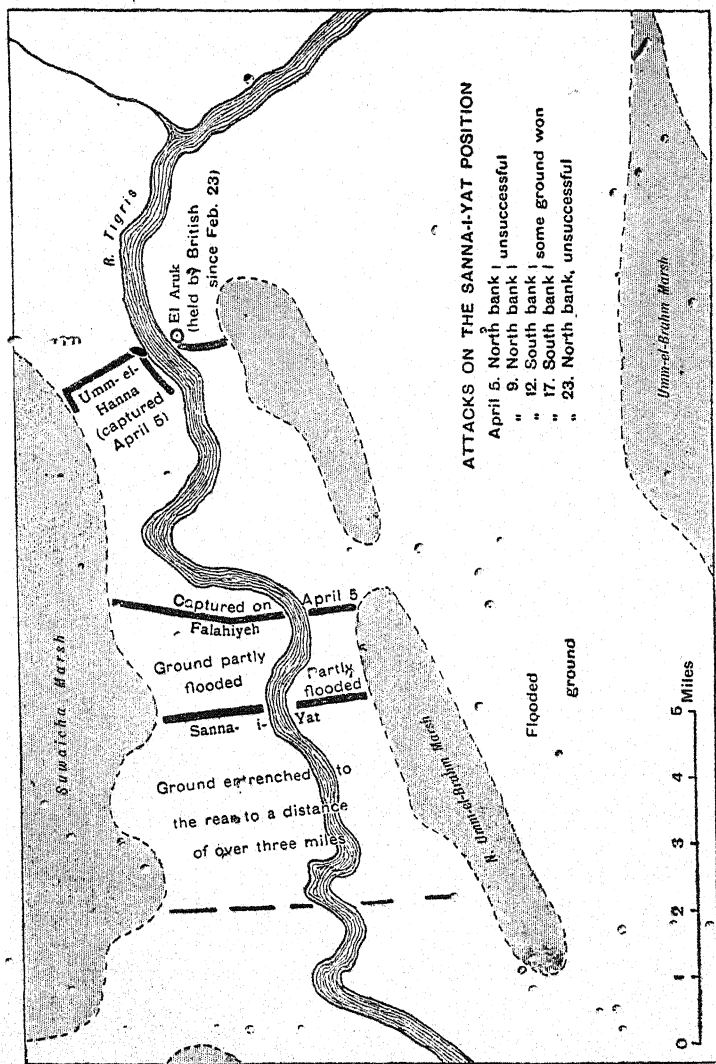 Suwaicha Marsh
R. Tigris
Umm-el-
Hanna
(captured
April 5)
El Aruk
(held by British
since Feb. 23)
Captured on April 5
Falahiyeh
Ground partly
flooded
Partly
flooded
Sanna-i-Yat
Ground entrenched to
the rear to a distance
of over three miles
N. Umm-el-Brahm Marsh
Flooded
ground
Umm-el-Brahm Marsh
ATTACKS ON THE SANNA-I-YAT POSITION
April 5. North bank } unsuccessful
" 9. North bank }
" 12. South bank } some ground won
" 17. South bank }
" 23. North bank, unsuccessful
0 1 2 3 4 5 Miles